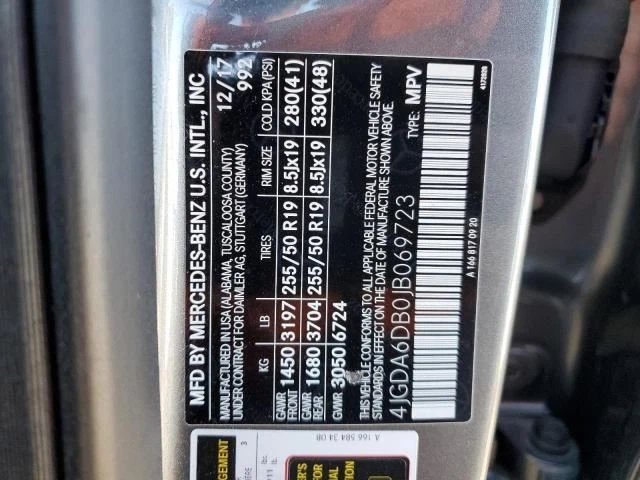 MFD BY MERCEDES-BENZ U.S. INTL., INC
12/17
MANUFACTURED IN USA (ALABAMA, TUSCALOOSA COUNTY)
UNDER CONTRACT FOR DAIMLER AG, STUTTGART (GERMANY)
992
KG LB TIRES RIM SIZE COLD KPA (PSI)
GAWR FRONT 1450 3197 255/50 R19 8.5Jx19 280(41)
GAWR REAR 1680 3704 255/50 R19 8.5Jx19 330(48)
GVWR 3050 6724
THIS VEHICLE CONFORMS TO ALL APPLICABLE FEDERAL MOTOR VEHICLE SAFETY
STANDARDS IN EFFECT ON THE DATE OF MANUFACTURE SHOWN ABOVE.
4JGDA6DB0JB069723
TYPE: MPV
A 166 817 09 20
4172828
A 166 584 34 08